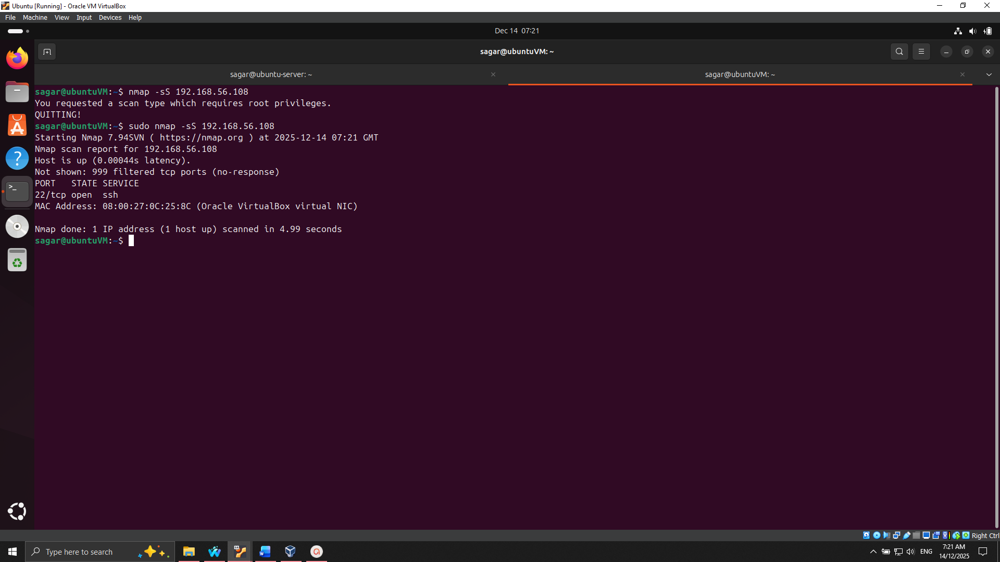 Ubuntu [Running] - Oracle VM VirtualBox
File Machine View Input Devices Help
Dec 14 07:21
sagar@ubuntuVM: ~
sagar@ubuntu-server: ~
sagar@ubuntuVM: ~
sagar@ubuntuVM:~$ nmap -sS 192.168.56.108
You requested a scan type which requires root privileges.
QUITTING!
sagar@ubuntuVM:~$ sudo nmap -sS 192.168.56.108
Starting Nmap 7.94SVN ( https://nmap.org ) at 2025-12-14 07:21 GMT
Nmap scan report for 192.168.56.108
Host is up (0.00044s latency).
Not shown: 999 filtered tcp ports (no-response)
PORT   STATE SERVICE
22/tcp open  ssh
MAC Address: 08:00:27:0C:25:8C (Oracle VirtualBox virtual NIC)
Nmap done: 1 IP address (1 host up) scanned in 4.99 seconds
sagar@ubuntuVM:~$
Right Ctrl
Type here to search
ENG
7:21 AM
14/12/2025